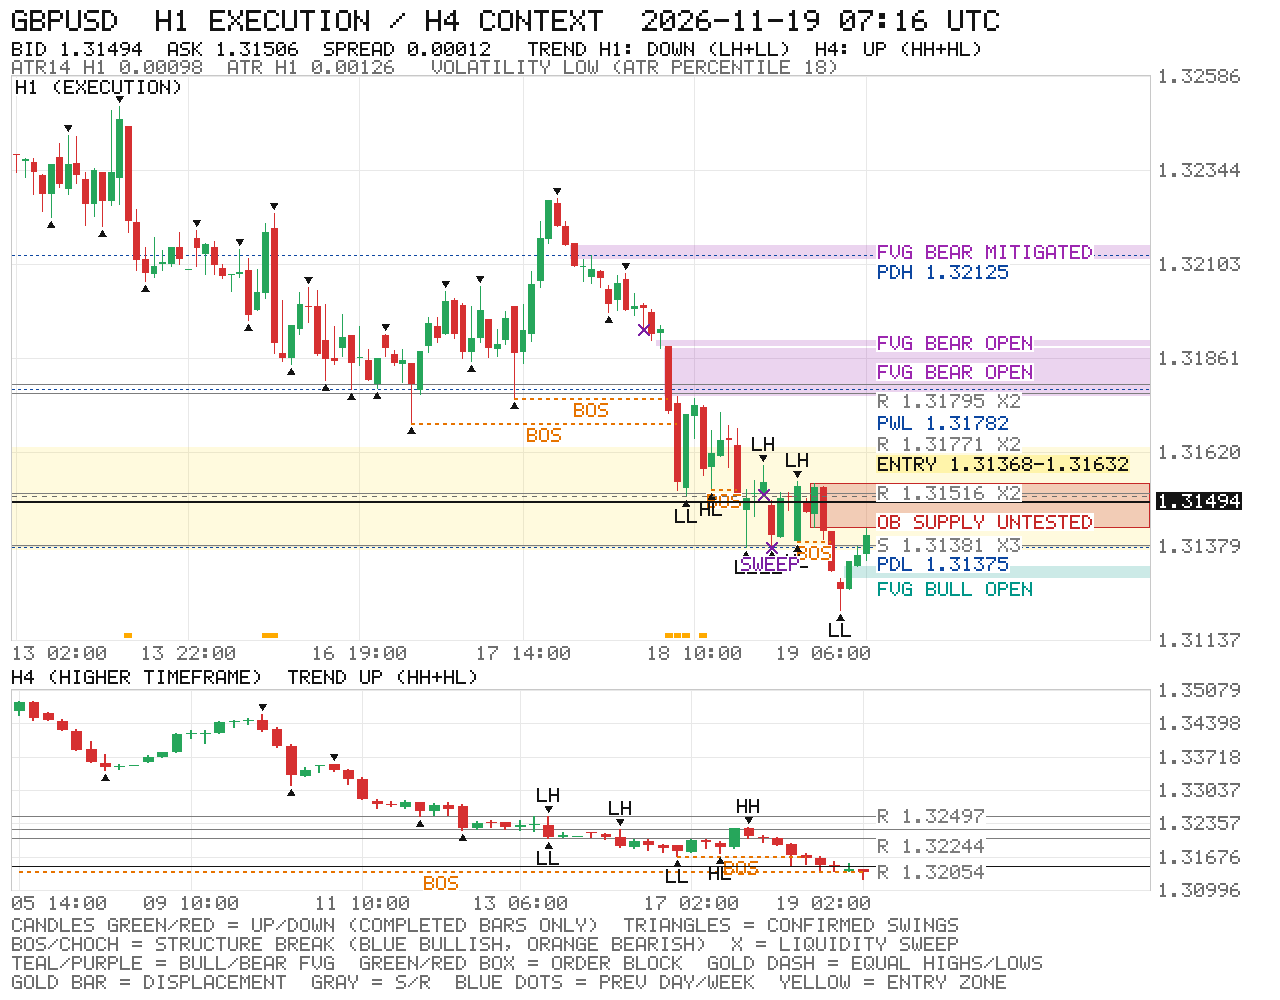 GBPUSD  H1 EXECUTION / H4 CONTEXT  2026-11-19 07:16 UTC
BID 1.31494  ASK 1.31506  SPREAD 0.00012  TREND H1: DOWN (LH+LL)  H4: UP (HH+HL)
ATR14 H1 0.00098  ATR H1 0.00126  VOLATILITY LOW (ATR PERCENTILE 18)
H1 (EXECUTION)
1.32586
1.32344
FVG BEAR MITIGATED
1.32103
PDH 1.32125
FVG BEAR OPEN
1.31861
FVG BEAR OPEN
R 1.31795 X2
BOS
PWL 1.31782
BOS
R 1.31771 X2
LH
1.31620
LH
ENTRY 1.31368-1.31632
R 1.31516 X2
1.31494
BOS
HL
LL
OB SUPPLY UNTESTED
S 1.31381 X3
1.31379
BOS
SWEEP
PDL 1.31375
FVG BULL OPEN
LL
1.31137
13 02:00  13 22:00  16 19:00  17 14:00  18 10:00  19 06:00
H4 (HIGHER TIMEFRAME)  TREND UP (HH+HL)
1.35079
1.34398
1.33718
1.33037
LH
LH
HH
R 1.32497
1.32357
R 1.32244
LL
1.31676
BOS
LL
HL
R 1.32054
BOS
1.30996
05 14:00  09 10:00  11 10:00  13 06:00  17 02:00  19 02:00
CANDLES GREEN/RED = UP/DOWN (COMPLETED BARS ONLY)  TRIANGLES = CONFIRMED SWINGS
BOS/CHOCH = STRUCTURE BREAK (BLUE BULLISH, ORANGE BEARISH)  X = LIQUIDITY SWEEP
TEAL/PURPLE = BULL/BEAR FVG  GREEN/RED BOX = ORDER BLOCK  GOLD DASH = EQUAL HIGHS/LOWS
GOLD BAR = DISPLACEMENT  GRAY = S/R  BLUE DOTS = PREV DAY/WEEK  YELLOW = ENTRY ZONE